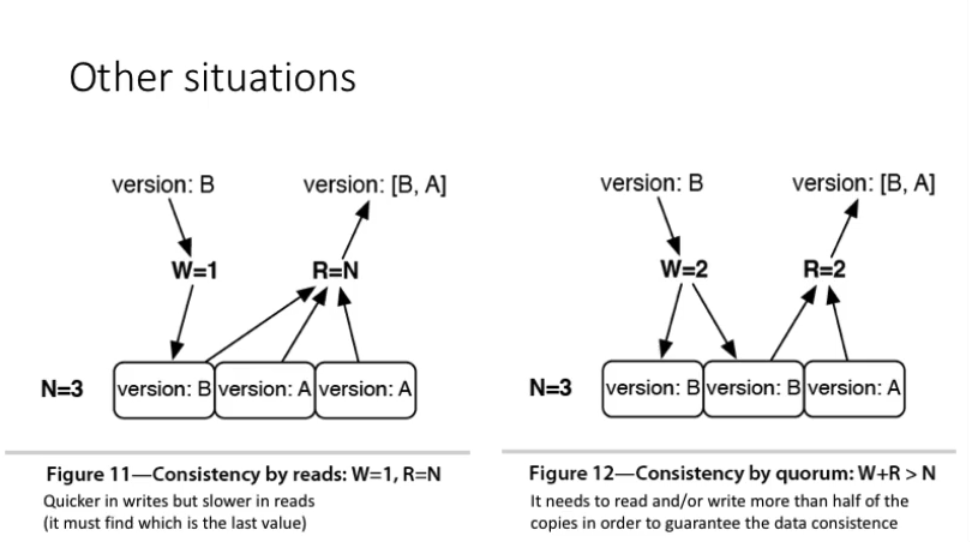 Other situations
version: B
version: [B, A]
W=1
R=N
N=3
version: B
version: A
version: A
Figure 11—Consistency by reads: W=1, R=N
Quicker in writes but slower in reads
(it must find which is the last value)
version: B
version: [B, A]
W=2
R=2
N=3
version: B
version: B
version: A
Figure 12—Consistency by quorum: W+R > N
It needs to read and/or write more than half of the
copies in order to guarantee the data consistence